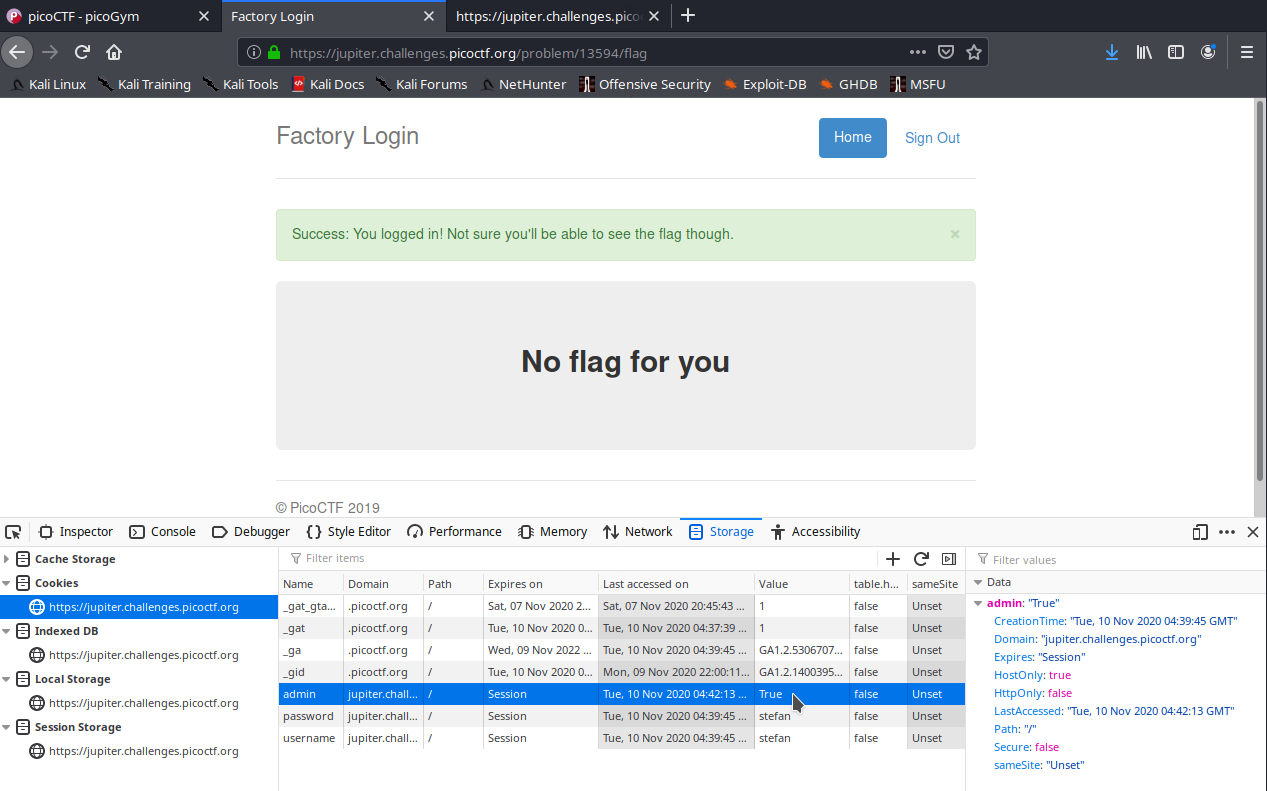 picoCTF - picoGym
Factory Login
https://jupiter.challenges.pico
https://jupiter.challenges.picoctf.org/problem/13594/flag
Kali Linux Kali Training Kali Tools Kali Docs Kali Forums NetHunter Offensive Security Exploit-DB GHDB MSFU
Factory Login
Home
Sign Out
Success: You logged in! Not sure you'll be able to see the flag though.
×
No flag for you
© PicoCTF 2019
Inspector Console Debugger Style Editor Performance Memory Network Storage Accessibility
Cache Storage
Cookies
https://jupiter.challenges.picoctf.org
Indexed DB
https://jupiter.challenges.picoctf.org
Local Storage
https://jupiter.challenges.picoctf.org
Session Storage
https://jupiter.challenges.picoctf.org
Filter items
Name Domain Path Expires on Last accessed on Value table.h... sameSite
_gat_gta... .picoctf.org / Sat, 07 Nov 2020 2... Sat, 07 Nov 2020 20:45:43 ... 1 false Unset
_gat .picoctf.org / Tue, 10 Nov 2020 0... Tue, 10 Nov 2020 04:37:39 ... 1 false Unset
_ga .picoctf.org / Wed, 09 Nov 2022 ... Tue, 10 Nov 2020 04:39:45 ... GA1.2.5306707... false Unset
_gid .picoctf.org / Tue, 10 Nov 2020 0... Mon, 09 Nov 2020 22:00:11... GA1.2.1400395... false Unset
admin jupiter.chall... / Session Tue, 10 Nov 2020 04:42:13 ... True false Unset
password jupiter.chall... / Session Tue, 10 Nov 2020 04:39:45 ... stefan false Unset
username jupiter.chall... / Session Tue, 10 Nov 2020 04:39:45 ... stefan false Unset
Filter values
Data
admin: "True"
CreationTime: "Tue, 10 Nov 2020 04:39:45 GMT"
Domain: "jupiter.challenges.picoctf.org"
Expires: "Session"
HostOnly: true
HttpOnly: false
LastAccessed: "Tue, 10 Nov 2020 04:42:13 GMT"
Path: "/"
Secure: false
sameSite: "Unset"